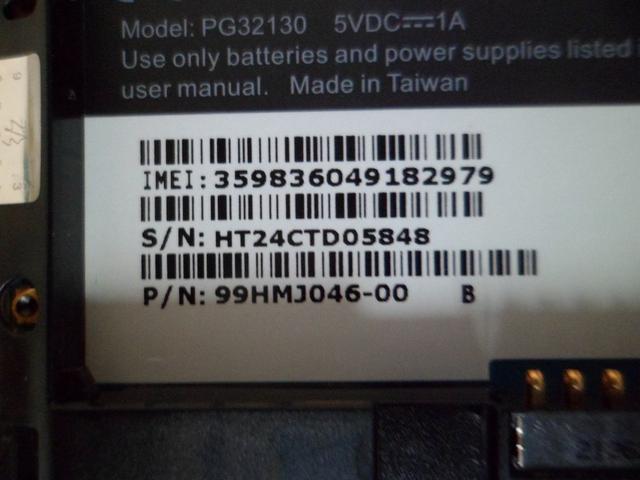 Model: PG32130 5VDC⎓1A
Use only batteries and power supplies listed
user manual. Made in Taiwan
IMEI: 359836049182979
S/N: HT24CTD05848
P/N: 99HMJ046-00 B